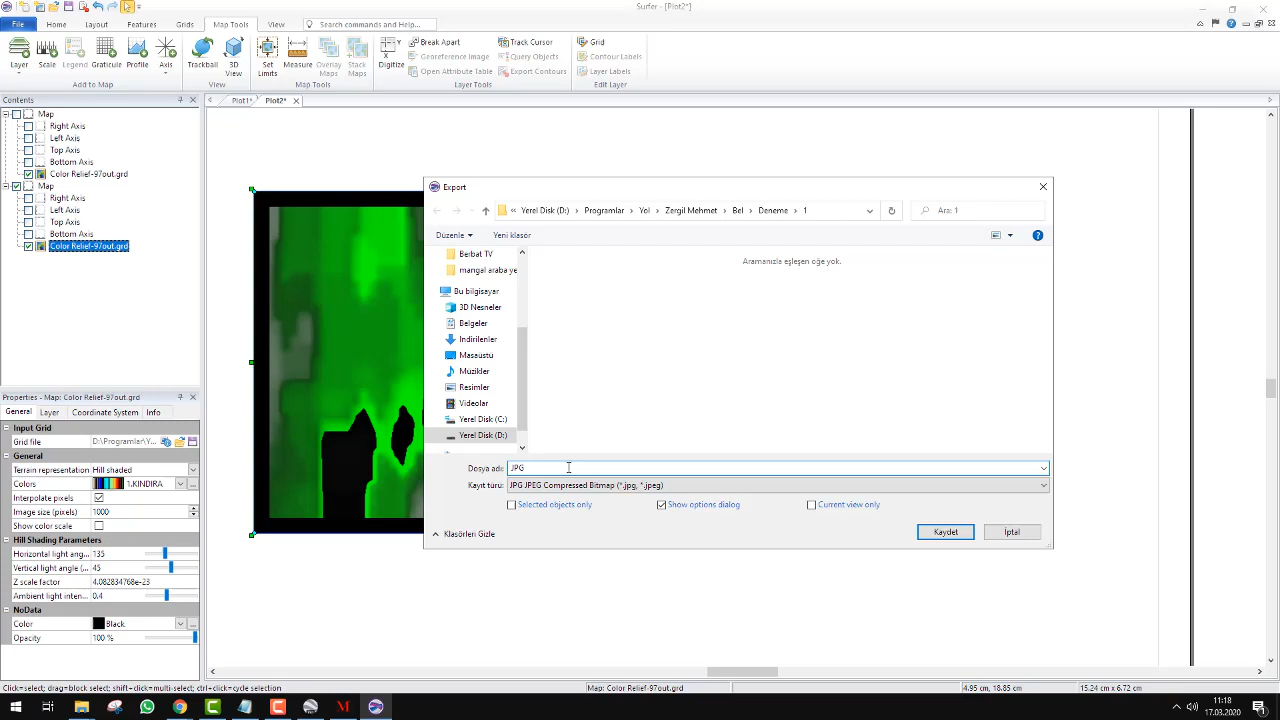 Surfer - [Plot2*]
File Home Layout Features Grids Map Tools View Search commands and Help...
Layer Scale Legend Graticule Profile Axis
Add to Map
Trackball 3D View
View
Set Limits Measure Overlay Maps Stack Maps
Map Tools
Digitize Break Apart Track Cursor
Georeference Image Query Objects
Open Attribute Table Export Contours
Layer Tools
Grid Contour Labels
Layer Labels
Edit Layer
Contents
Plot1* Plot2*
Map
Right Axis
Left Axis
Top Axis
Bottom Axis
Color Relief-97out.grd
Map
Right Axis
Left Axis
Top Axis
Bottom Axis
Color Relief-97out.grd
Export
« Yerel Disk (D:) › Programlar › Yol › Zergil Mehmet › Bel › Deneme › 1
Ara: 1
Düzenle Yeni klasör
Berbat TV
mangal araba ye
Bu bilgisayar
3D Nesneler
Belgeler
İndirilenler
Masaüstü
Müzikler
Resimler
Videolar
Yerel Disk (C:)
Yerel Disk (D:)
Aramanızla eşleşen öğe yok.
Dosya adı: JPG
Kayıt türü: JPG JPEG Compressed Bitmap (*.jpg, *.jpeg)
Selected objects only Show options dialog Current view only
Klasörleri Gizle Kaydet İptal
Properties - Map: Color Relief-97out.grd
General Layer Coordinate System Info
Input Grid
Grid file D:\Programlar\Y...
General
Terrain representation Hill shaded
Colors 1.KINDIRA ...
Interpolate pixels
Image size (pixels) 1000
Show color scale
Hill Shading Parameters
Horizontal light ang... 135
Vertical light angle (... 45
Z scale factor 4.082834768e-23
Ambient light inten... 0.4
NoData
Color Black ...
Opacity 100 %
Click=select; drag=block select; shift+click=multi-select; ctrl+click=cycle selection Map: Color Relief-97out.grd 4.95 cm, 18.85 cm 15.24 cm x 6.72 cm
11:18
17.03.2020